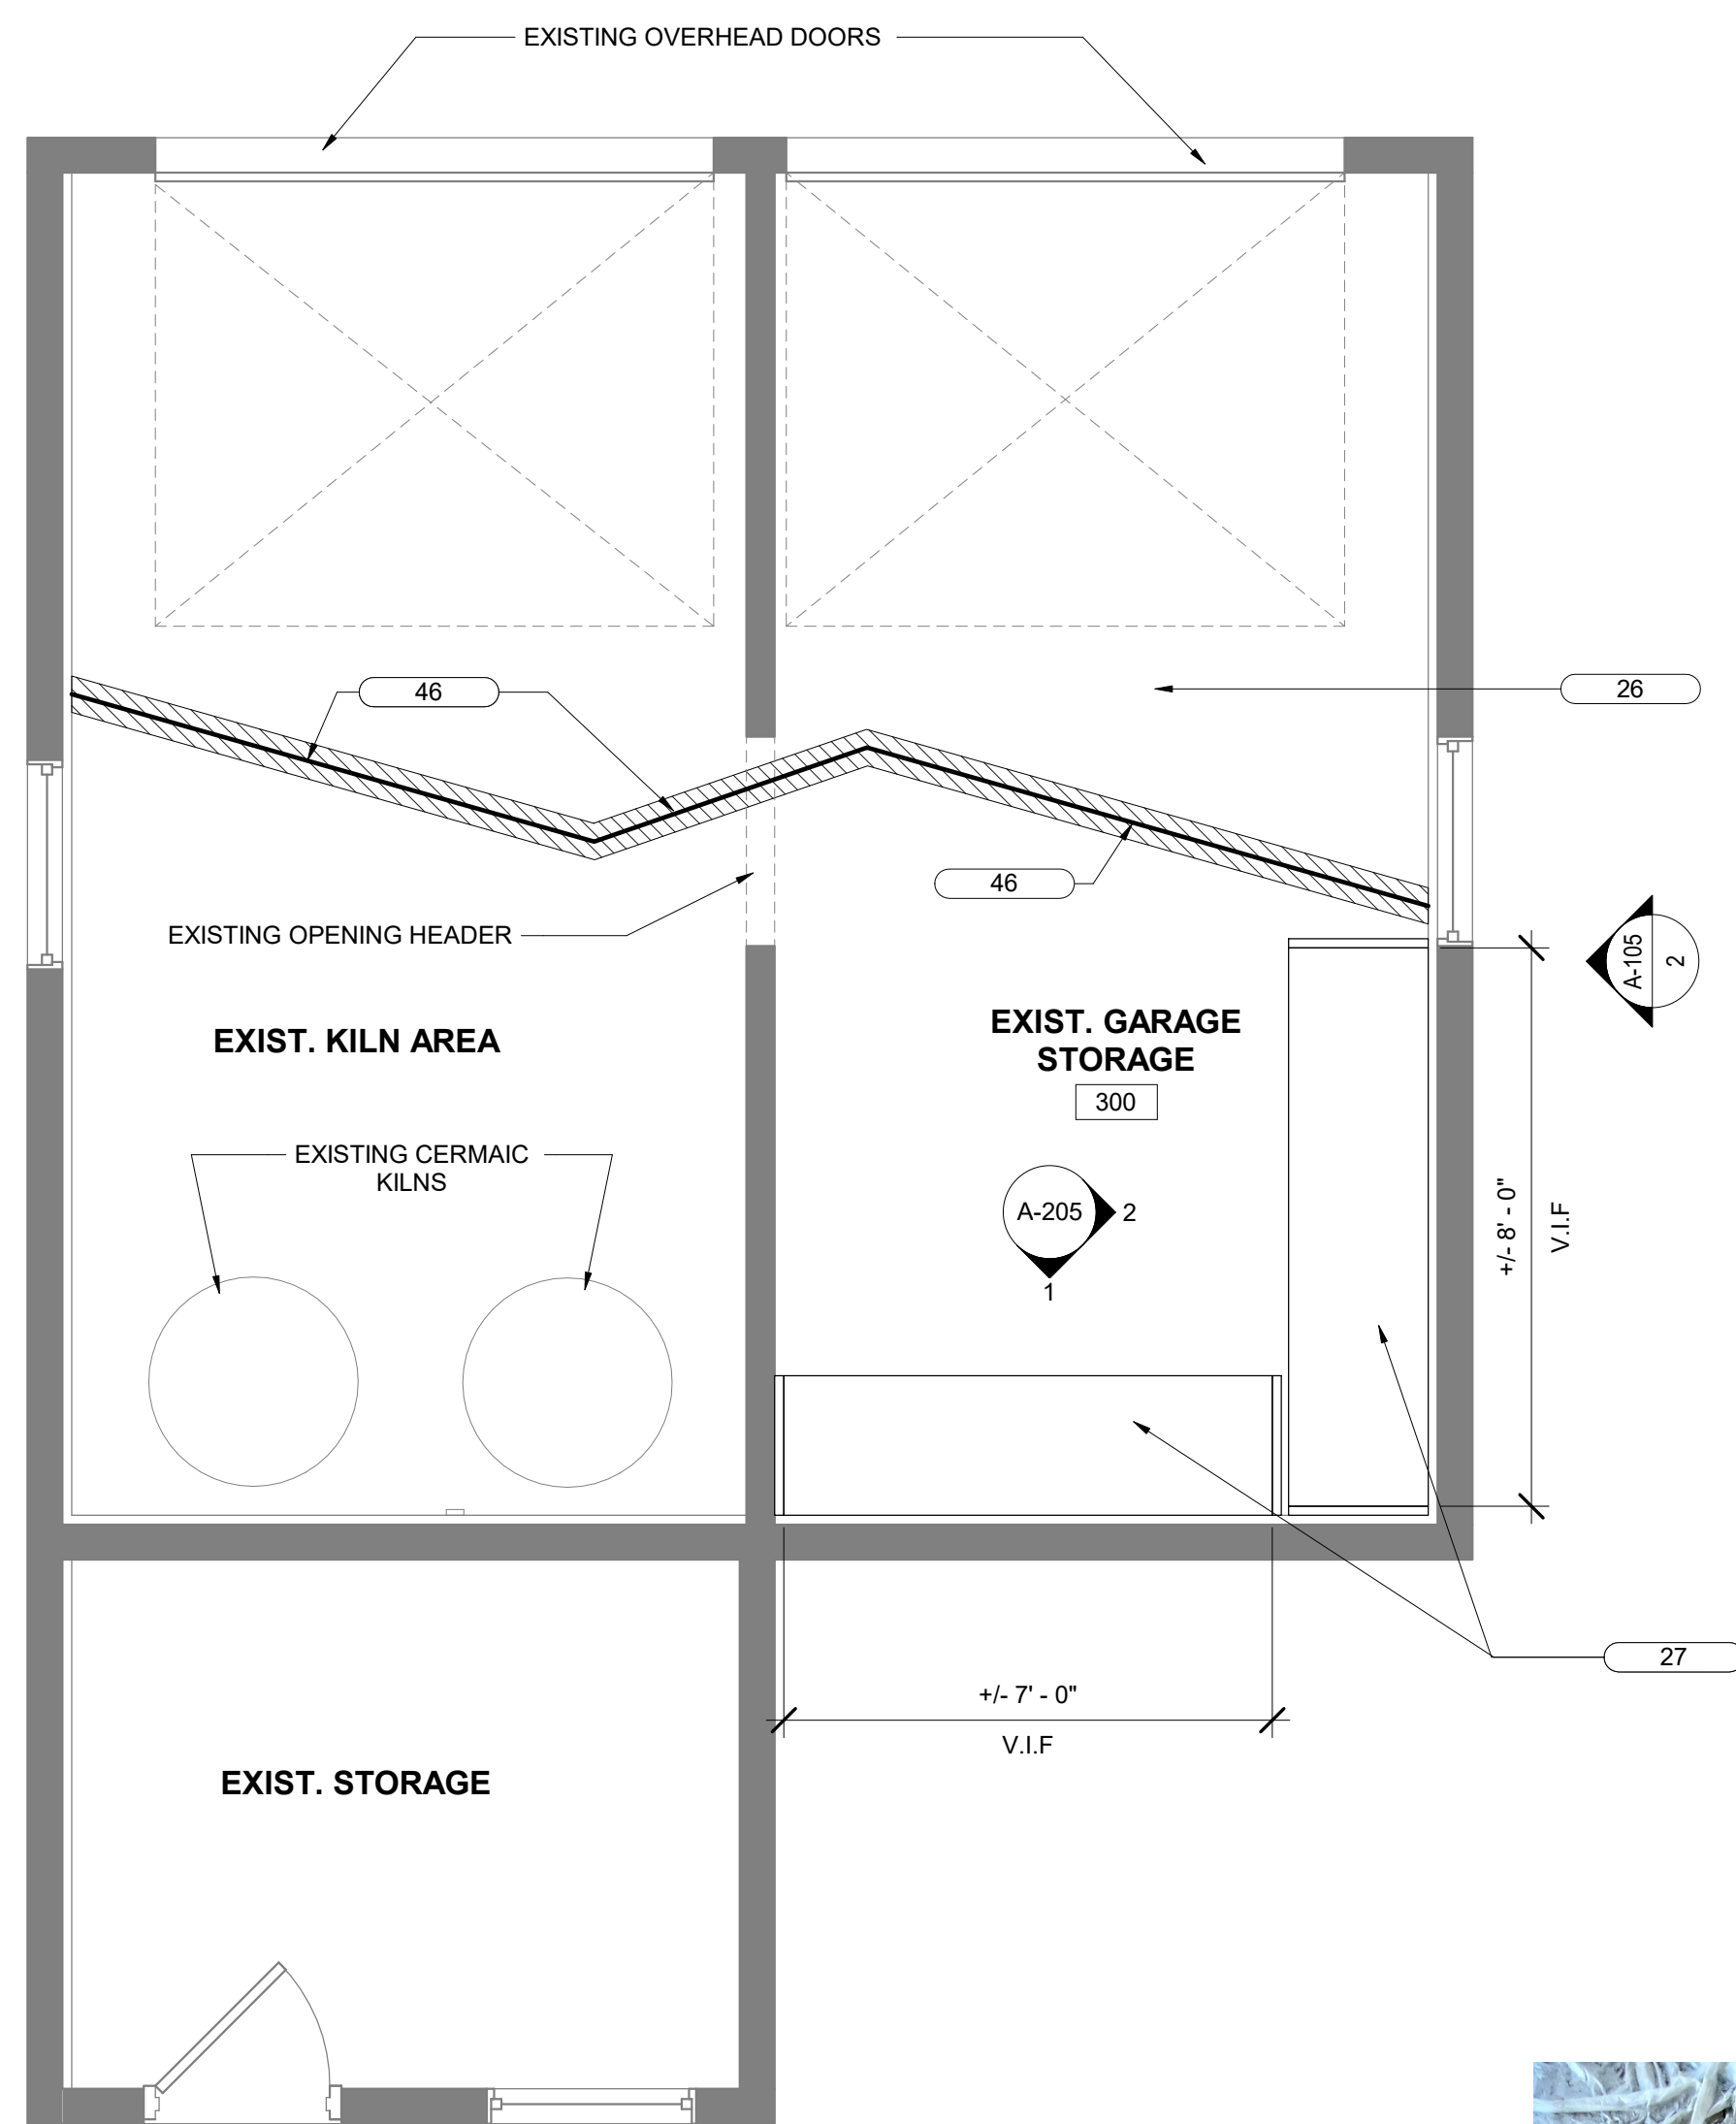 EXISTING OVERHEAD DOORS
46
26
46
EXISTING OPENING HEADER
A-105
2
EXIST. KILN AREA
EXIST. GARAGE
STORAGE
300
EXISTING CERMAIC
KILNS
A-205
2
1
+/- 8' - 0"
V.I.F
27
+/- 7' - 0"
V.I.F
EXIST. STORAGE